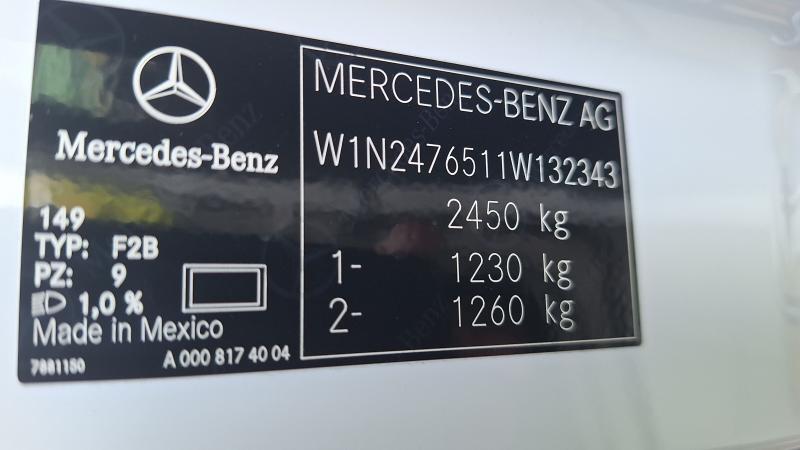 Mercedes-Benz
149
TYP: F2B
PZ: 9
1,0 %
Made in Mexico
7881150
A 000 817 40 04
MERCEDES-BENZ AG
W1N2476511W132343
2450 kg
1- 1230 kg
2- 1260 kg